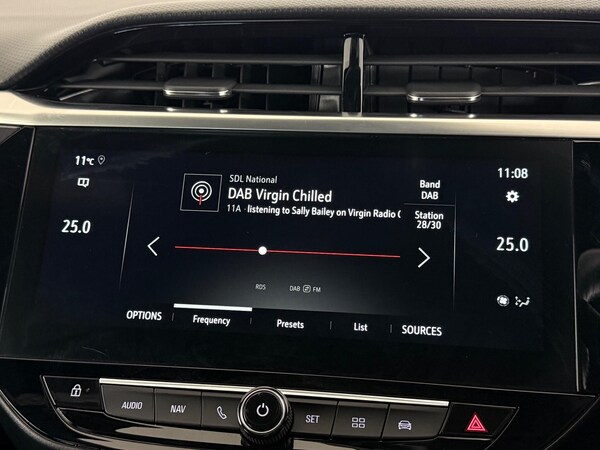 11°C
25.0
SDL National
DAB Virgin Chilled
11A - listening to Sally Bailey on Virgin Radio C
Band
DAB
Station
28/30
11:08
25.0
RDS
DAB FM
OPTIONS
Frequency
Presets
List
SOURCES
AUDIO
NAV
SET